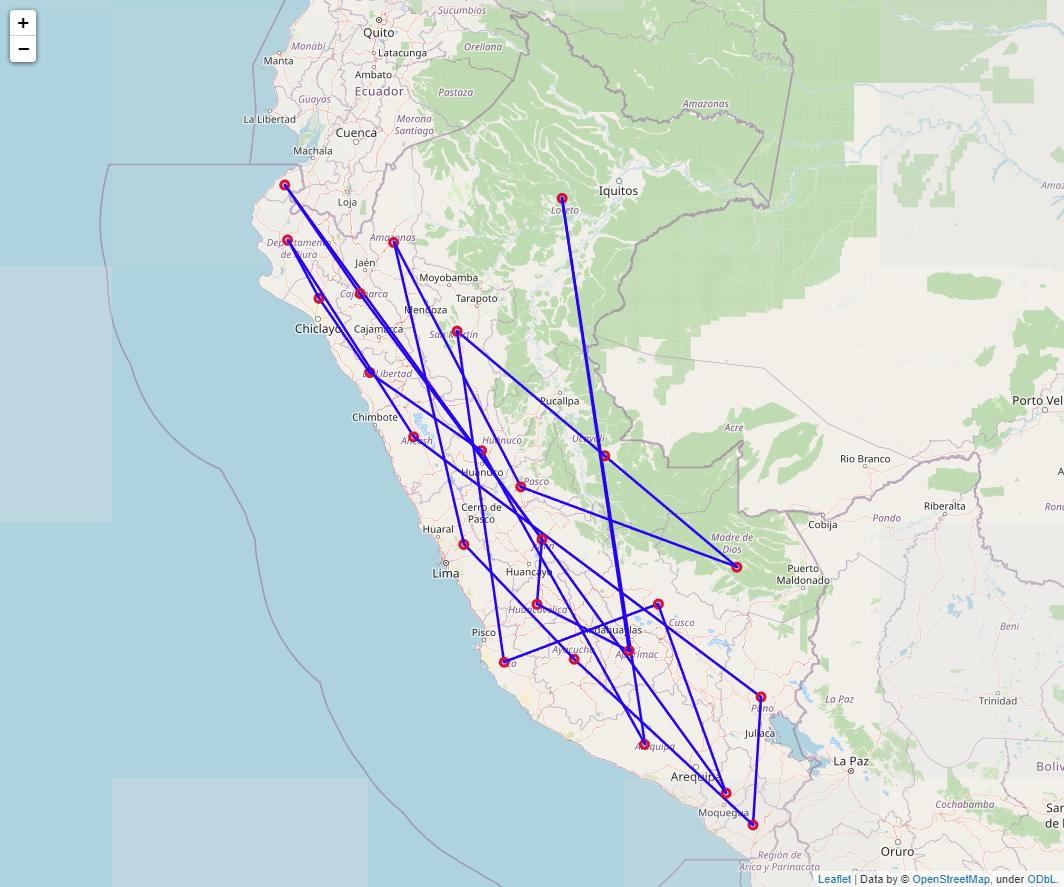 +
−
Sucumbíos
Quito
Orellana
Manabí
Latacunga
Manta
Ambato
Ecuador
Pastaza
Guayas
Amazonas
La Libertad
Morona
Santiago
Cuenca
Machala
Iquitos
Amaz
Loja
Loreto
Amazonas
Departamento
de Piura
Jaén
Moyobamba
Cajamarca
Tarapoto
Mendoza
Chiclayo
Cajamarca
San Martín
La Libertad
Pucallpa
Porto Vel
Chimbote
Acre
Ancash
Huánuco
Ucayali
Rio Branco
Huánuco
Pasco
Riberalta
Cerro de
Pasco
Pando
Cobija
Huaral
Madre de
Dios
Junín
Lima
Huancayo
Puerto
Maldonado
Huancavelica
Cusco
Beni
Pisco
Andahuaylas
Ayacucho
Apurímac
Ica
La Paz
Trinidad
Puno
Juliaca
Arequipa
La Paz
Arequipa
Boliv
Cochabamba
Moquegua
San
de l
Oruro
Región de
Arica y Parinacota
Leaflet | Data by © OpenStreetMap, under ODbL.